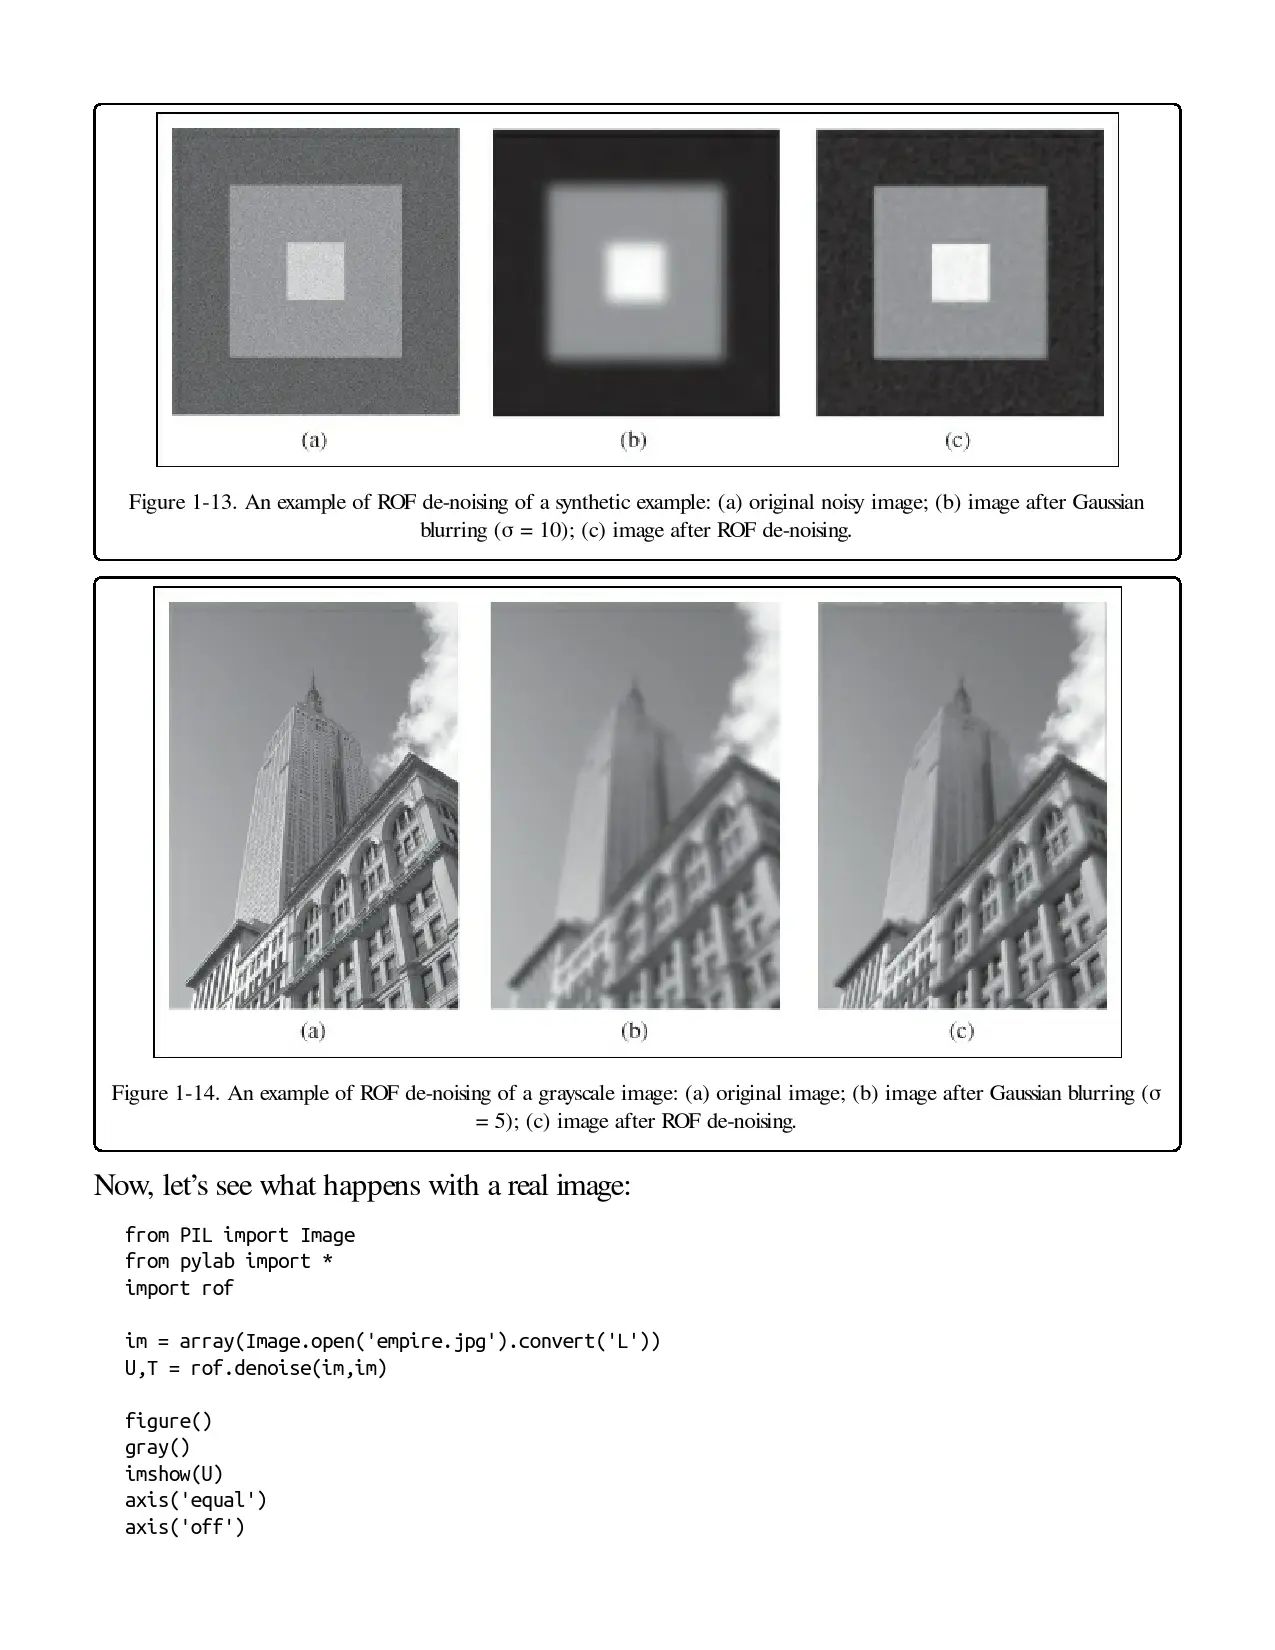 (a)
(b)
(c)
Figure 1-13. An example of ROF de-noising of a synthetic example: (a) original noisy image; (b) image after Gaussian
blurring (σ = 10); (c) image after ROF de-noising.
(a)
(b)
(c)
Figure 1-14. An example of ROF de-noising of a grayscale image: (a) original image; (b) image after Gaussian blurring (σ
= 5); (c) image after ROF de-noising.
Now, let’s see what happens with a real image:
from PIL import Image
from pylab import *
import rof
im = array(Image.open('empire.jpg').convert('L'))
U,T = rof.denoise(im,im)
figure()
gray()
imshow(U)
axis('equal')
axis('off')